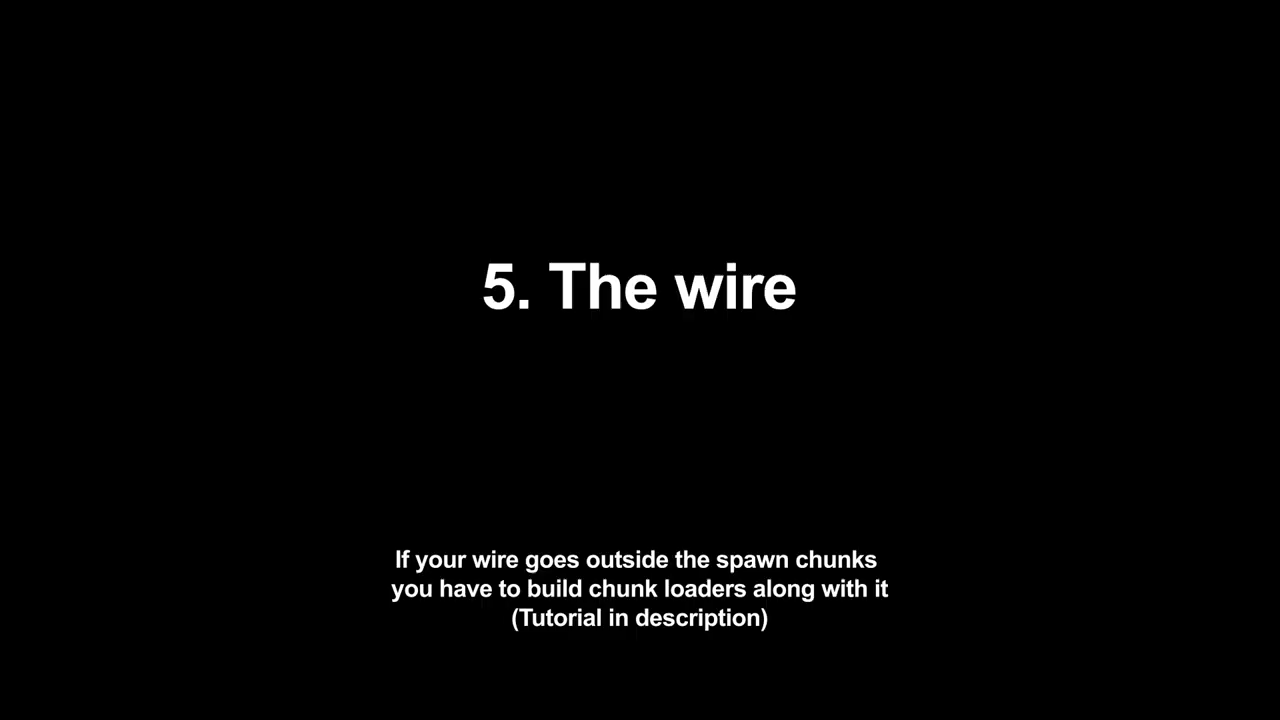 5. The wire
If your wire goes outside the spawn chunks
you have to build chunk loaders along with it
(Tutorial in description)